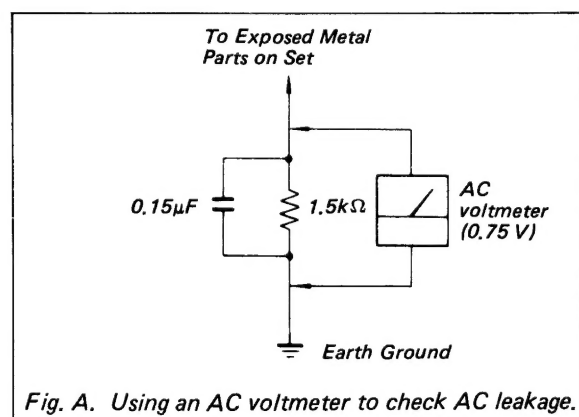 To Exposed Metal
Parts on Set
0.15µF
1.5kΩ
AC
voltmeter
(0.75 V)
Earth Ground
Fig. A. Using an AC voltmeter to check AC leakage.